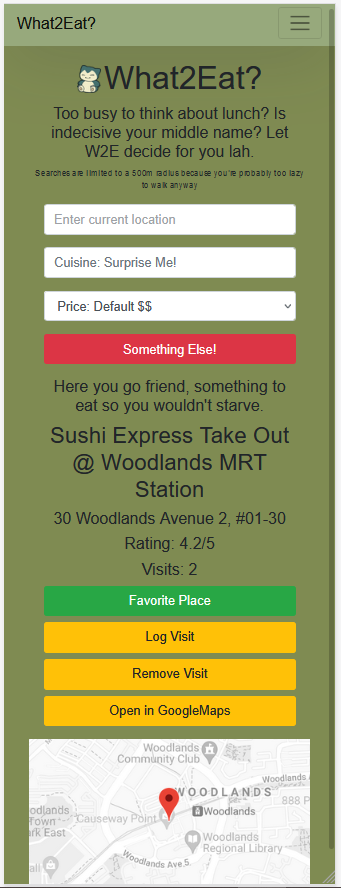 What2Eat?
What2Eat?
Too busy to think about lunch? Is
indecisive your middle name? Let
W2E decide for you lah.
Searches are limited to a 500m radius because you're probably too lazy
to walk anyway
Enter current location
Cuisine: Surprise Me!
Price: Default $$
Something Else!
Here you go friend, something to
eat so you wouldn't starve.
Sushi Express Take Out
@ Woodlands MRT
Station
30 Woodlands Avenue 2, #01-30
Rating: 4.2/5
Visits: 2
Favorite Place
Log Visit
Remove Visit
Open in GoogleMaps
Woodlands
Community Club
Woodlands A
WOODLANDS
888 P
oodlands
Town
ark East
Woodlands
Causeway Point
Woodlands
Regional Library
Woodlands Ave 5
all